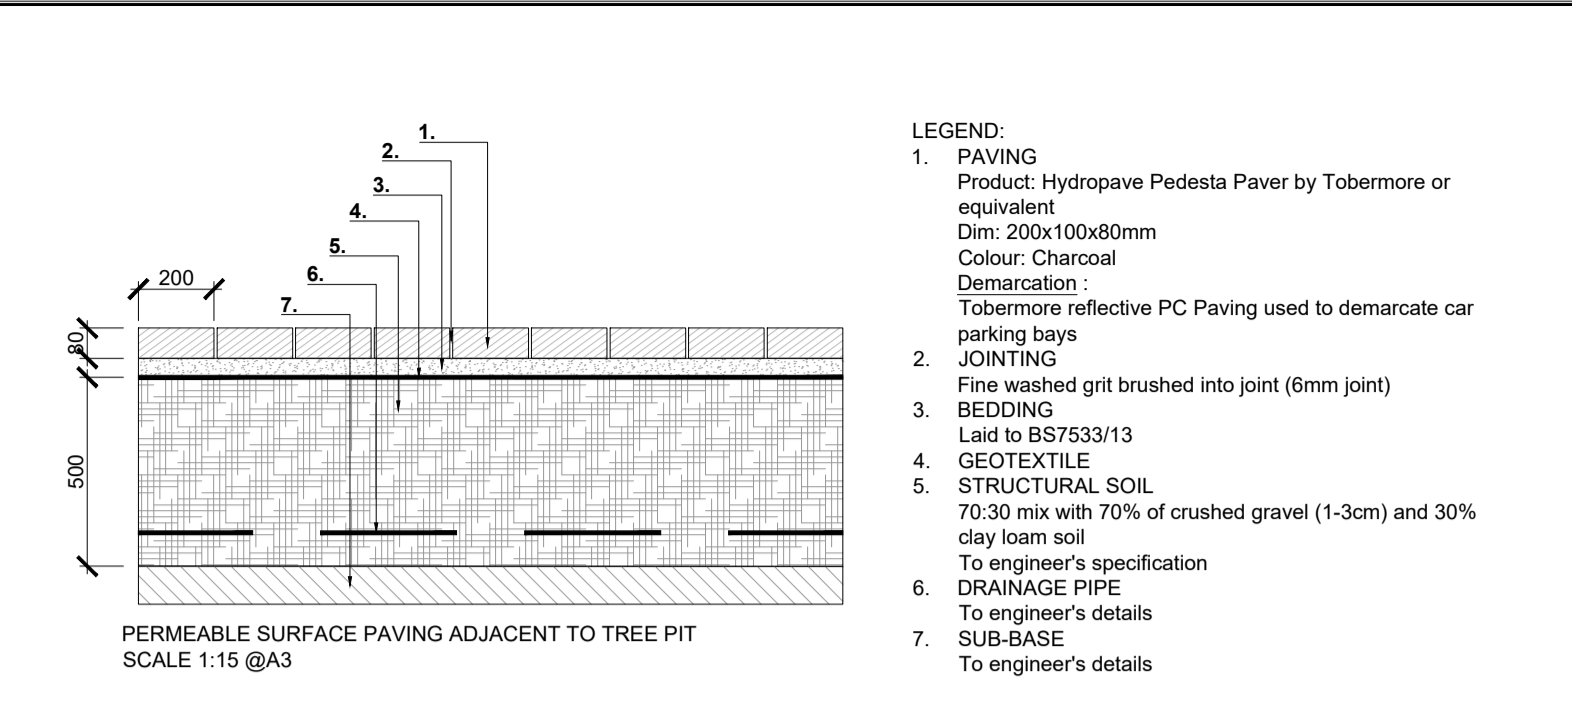 1.
2.
3.
4.
5.
6.
7.
200
80
500
PERMEABLE SURFACE PAVING ADJACENT TO TREE PIT
SCALE 1:15 @A3
LEGEND:
1. PAVING
Product: Hydropave Pedesta Paver by Tobermore or
equivalent
Dim: 200x100x80mm
Colour: Charcoal
Demarcation :
Tobermore reflective PC Paving used to demarcate car
parking bays
2. JOINTING
Fine washed grit brushed into joint (6mm joint)
3. BEDDING
Laid to BS7533/13
4. GEOTEXTILE
5. STRUCTURAL SOIL
70:30 mix with 70% of crushed gravel (1-3cm) and 30%
clay loam soil
To engineer's specification
6. DRAINAGE PIPE
To engineer's details
7. SUB-BASE
To engineer's details